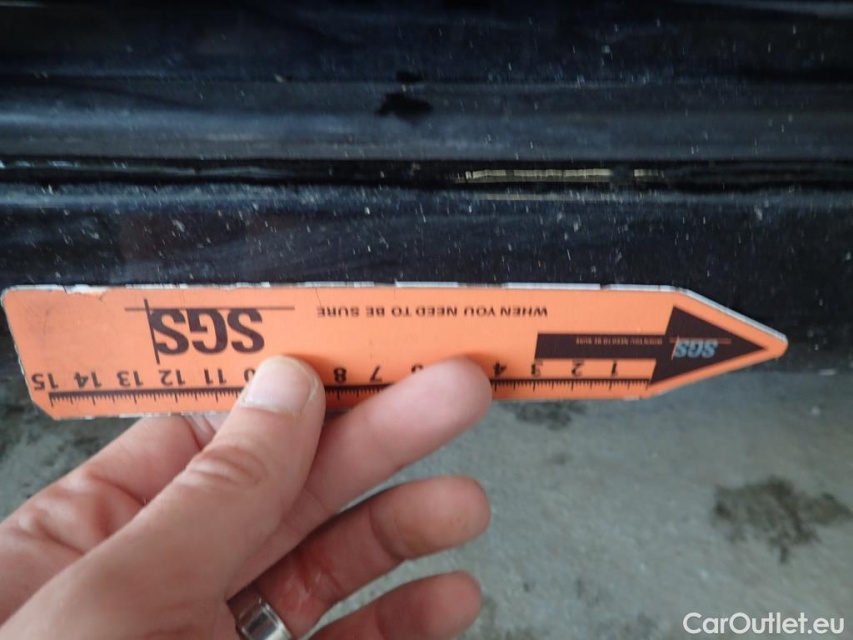 SGS
WHEN YOU NEED TO BE SURE
SGS
1 2 3 4 7 8 11 12 13 14 15
CarOutlet.eu